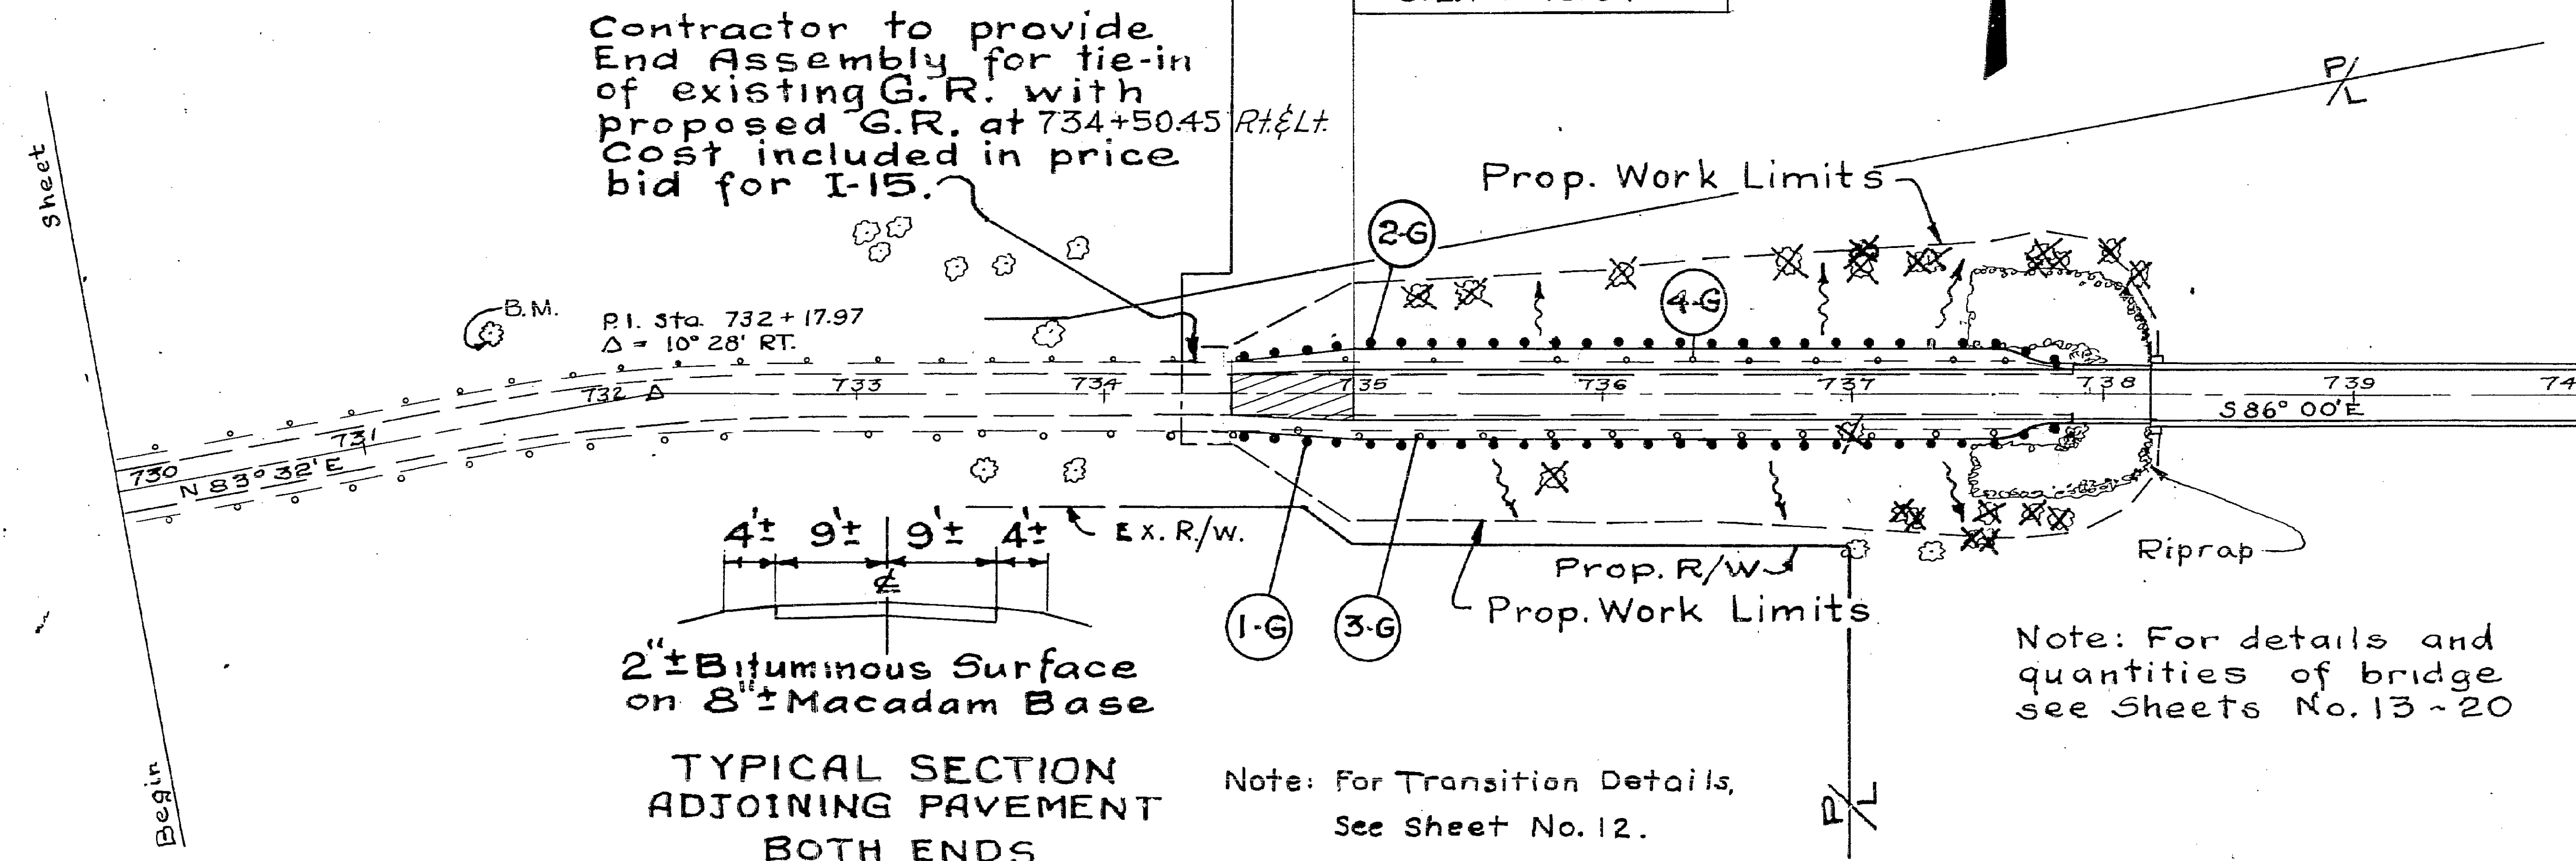 Contractor to provide
End Assembly for tie-in
of existing G.R. with
proposed G.R. at 734+50.45 Rt.&Lt.
Cost included in price
bid for I-15.
P/L
Sheet
Prop. Work Limits
2-G
4-G
B.M.
P.I. Sta. 732+17.97
Δ = 10° 28' RT.
730
731
732 Δ
733
734
735
736
737
738
739
74
N 83° 32' E
S 86° 00' E
4'± 9'± 9'± 4'±
℄
Ex. R/W.
Prop. R/W
Riprap
1-G
3-G
Prop. Work Limits
2"± Bituminous Surface
on 8"± Macadam Base
Note: For details and
quantities of bridge
see Sheets No. 13-20
TYPICAL SECTION
ADJOINING PAVEMENT
BOTH ENDS
Note: For Transition Details,
See Sheet No. 12.
P/L
Begin